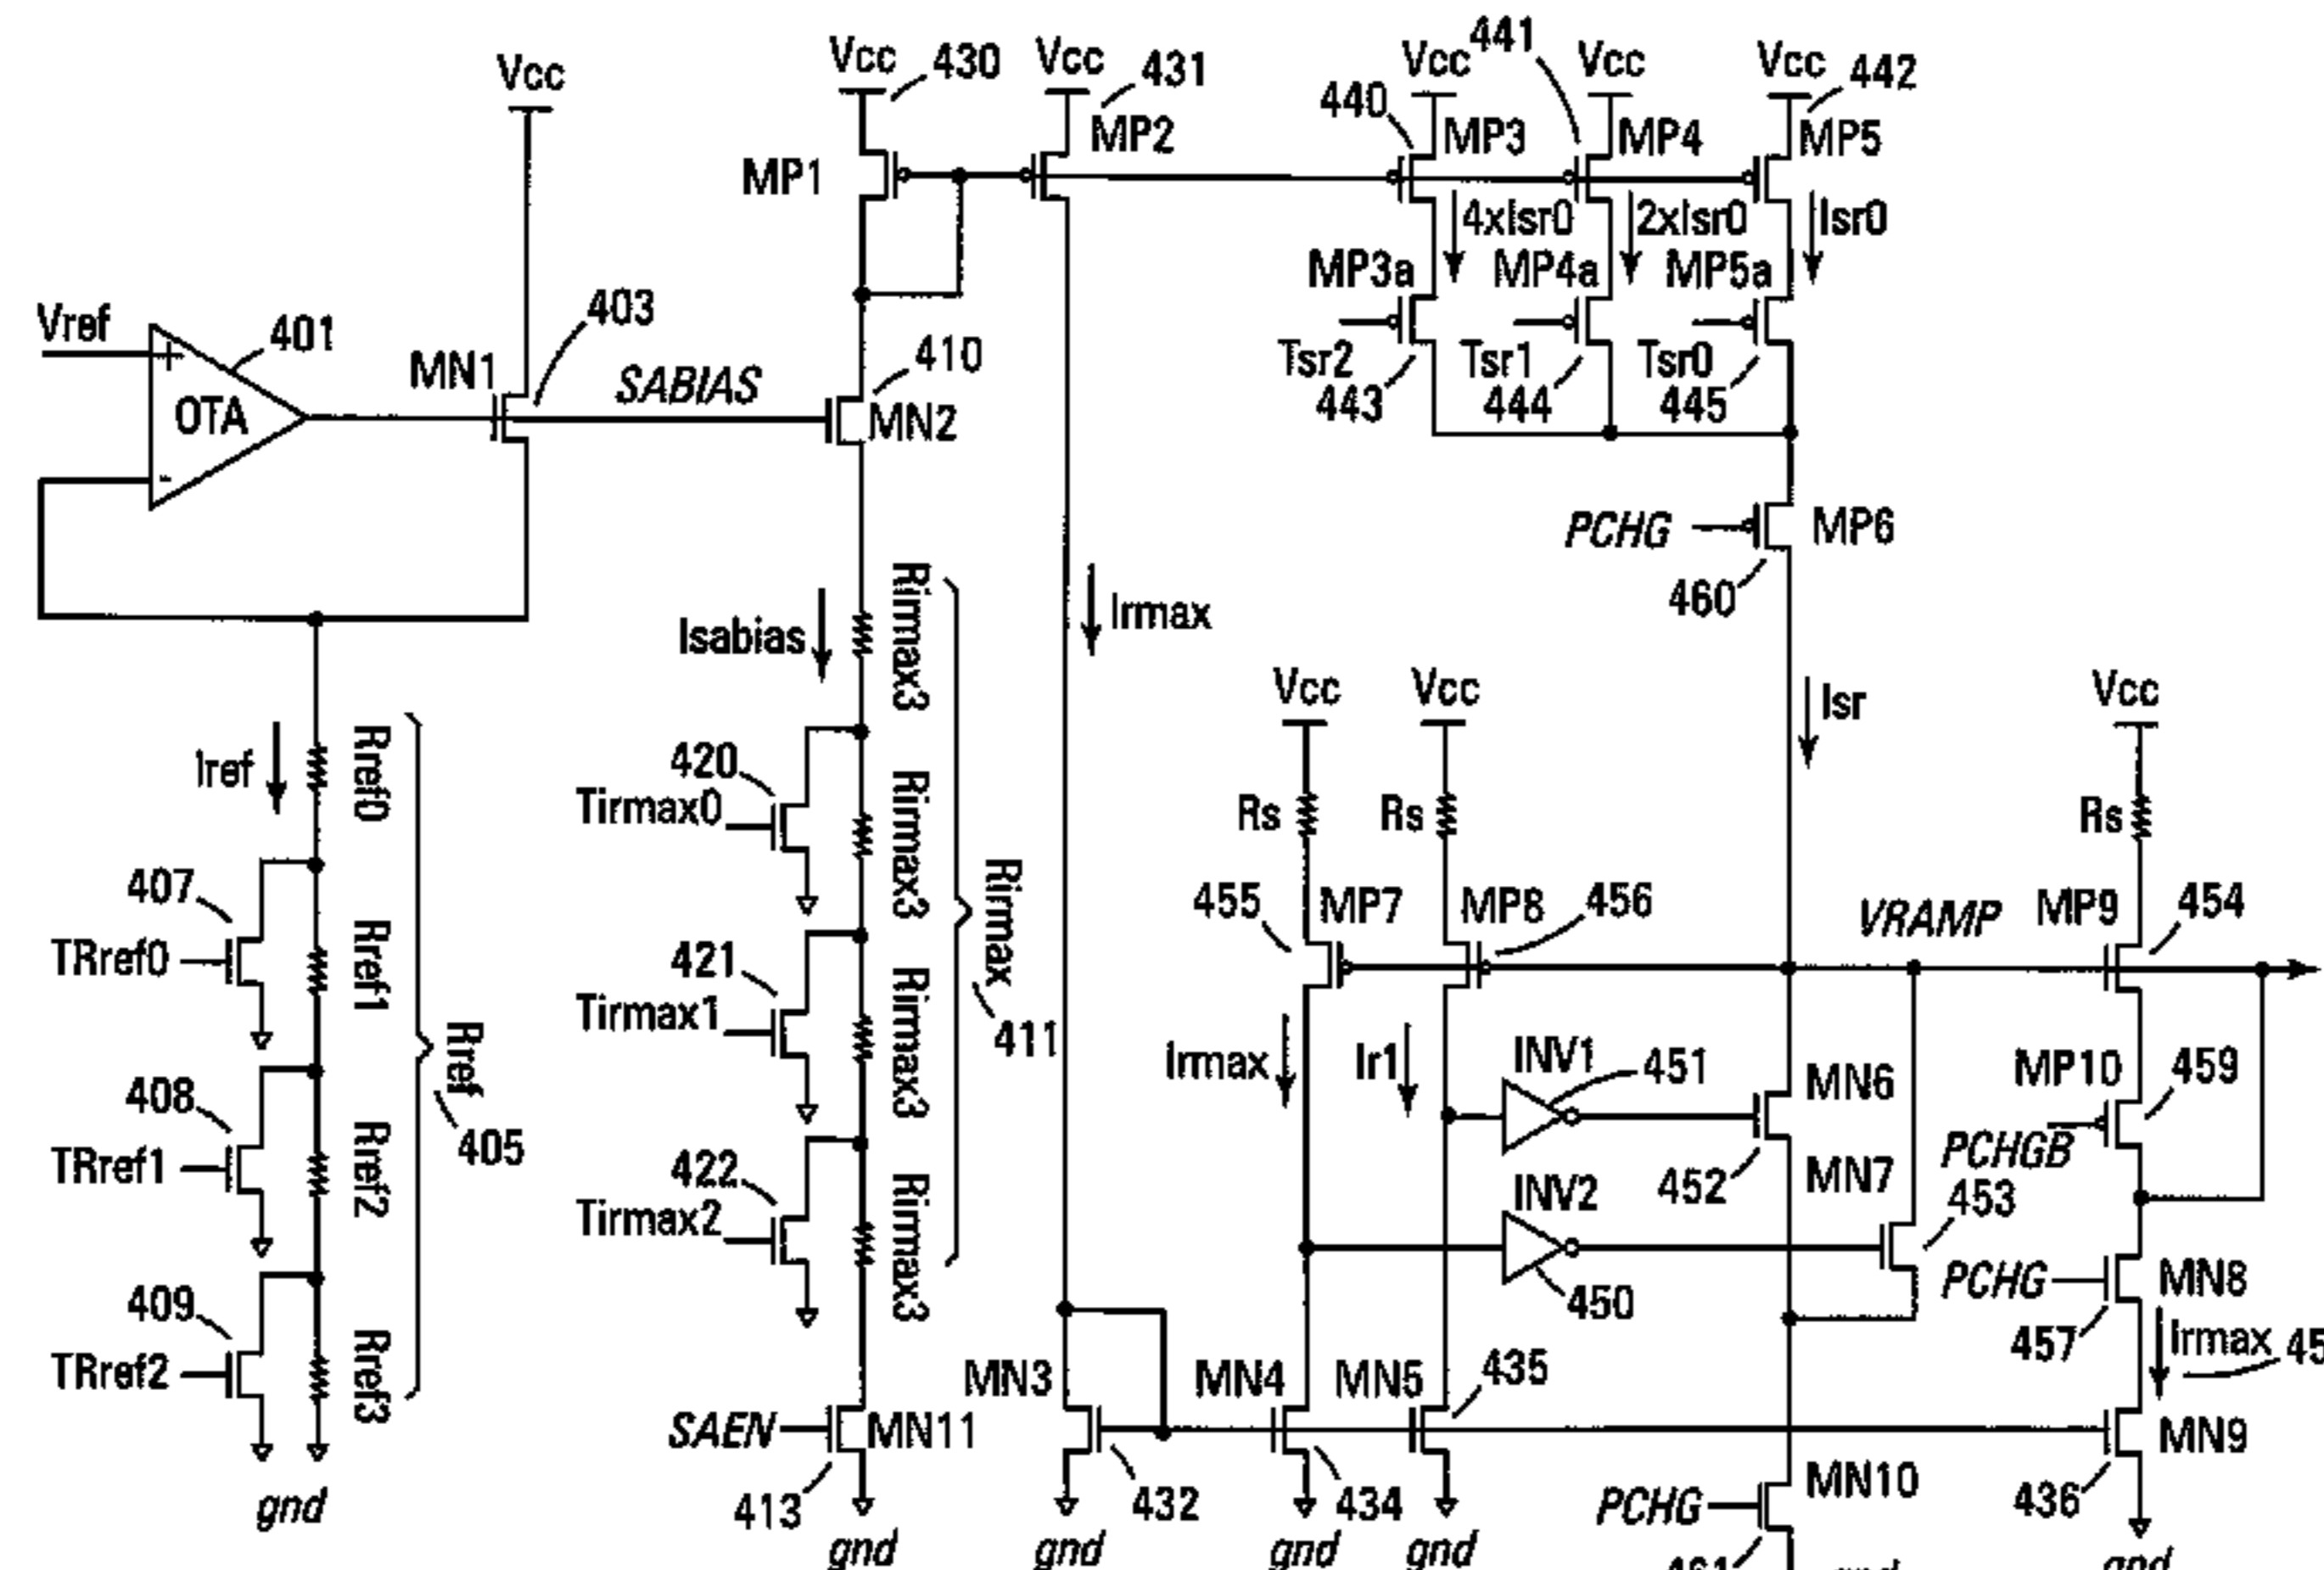 Vcc
Vcc
430
Vcc
431
Vcc
441
Vcc
Vcc
442
440
MP1
MP2
MP3
MP4
MP5
4xIsr0
2xIsr0
Isr0
MP3a
MP4a
MP5a
Tsr2
Tsr1
Tsr0
443
444
445
Vref
+
-
OTA
401
MN1
403
SABIAS
410
MN2
PCHG
MP6
460
Isabias
Irmax
Isr
Iref
Rref0
Rref1
Rref2
Rref3
Rref
405
407
TRref0
408
TRref1
409
TRref2
gnd
Rirmax3
Rirmax3
Rirmax3
Rirmax3
Rirmax
411
420
Tirmax0
421
Tirmax1
422
Tirmax2
SAEN
MN11
413
gnd
Vcc
Vcc
Vcc
Rs
Rs
Rs
455
MP7
MP8
456
VRAMP
MP9
454
Irmax
Ir1
INV1
451
MN6
452
INV2
450
MN7
453
MP10
459
PCHGB
PCHG
MN8
457
Irmax
45
MN3
432
gnd
MN4
434
gnd
MN5
435
gnd
PCHG
MN10
MN9
436
gnd